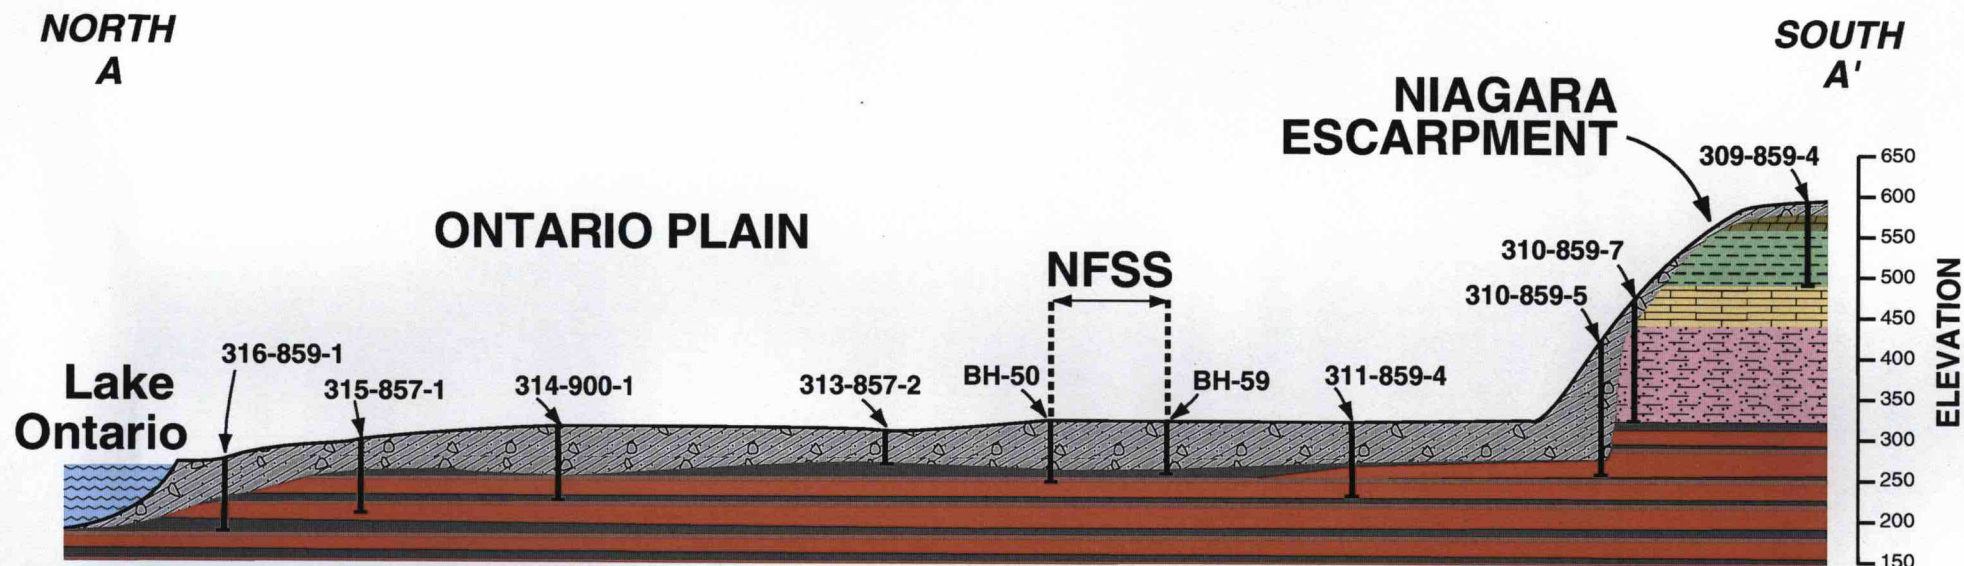 NORTH
A
SOUTH
A'
NIAGARA
ESCARPMENT
309-859-4
ONTARIO PLAIN
NFSS
310-859-7
310-859-5
316-859-1
Lake
Ontario
315-857-1
314-900-1
313-857-2
BH-50
BH-59
311-859-4
650
600
550
500
450
400
350
300
250
200
150
ELEVATION